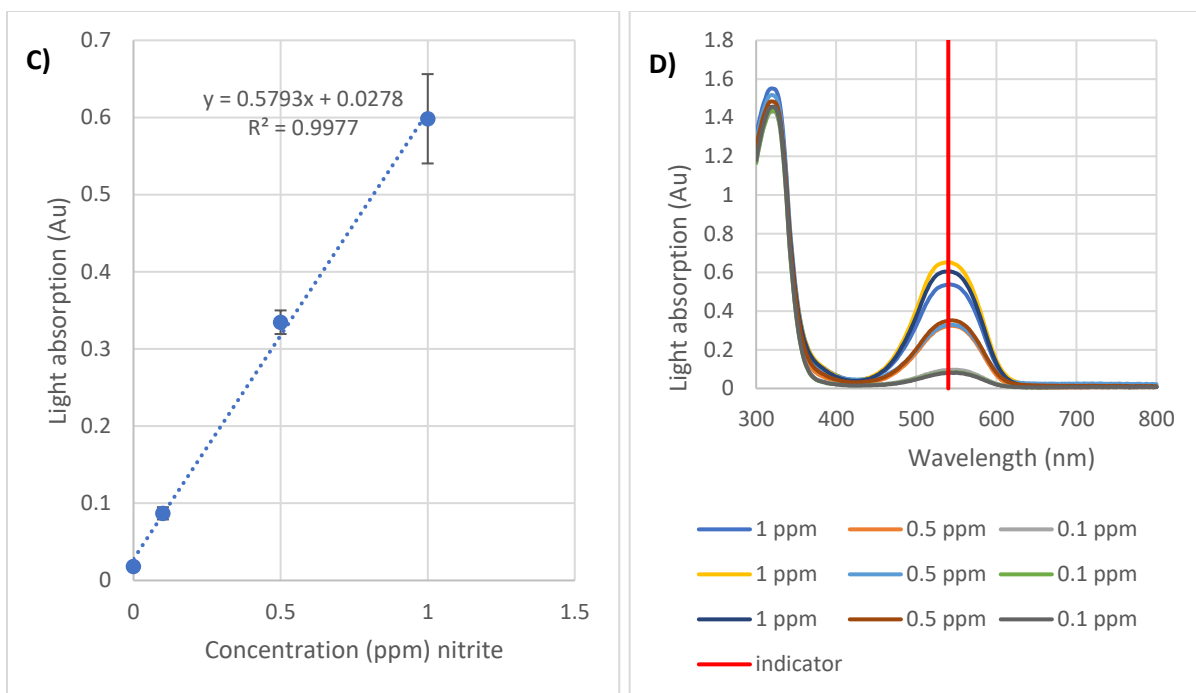 C)
0.7
0.6
0.5
0.4
0.3
0.2
0.1
0
y = 0.5793x + 0.0278
R² = 0.9977
Light absorption (Au)
0 0.5 1 1.5
Concentration (ppm) nitrite
D)
1.8
1.6
1.4
1.2
1
0.8
0.6
0.4
0.2
0
Light absorption (Au)
300 400 500 600 700 800
Wavelength (nm)
1 ppm 0.5 ppm 0.1 ppm
1 ppm 0.5 ppm 0.1 ppm
1 ppm 0.5 ppm 0.1 ppm
indicator